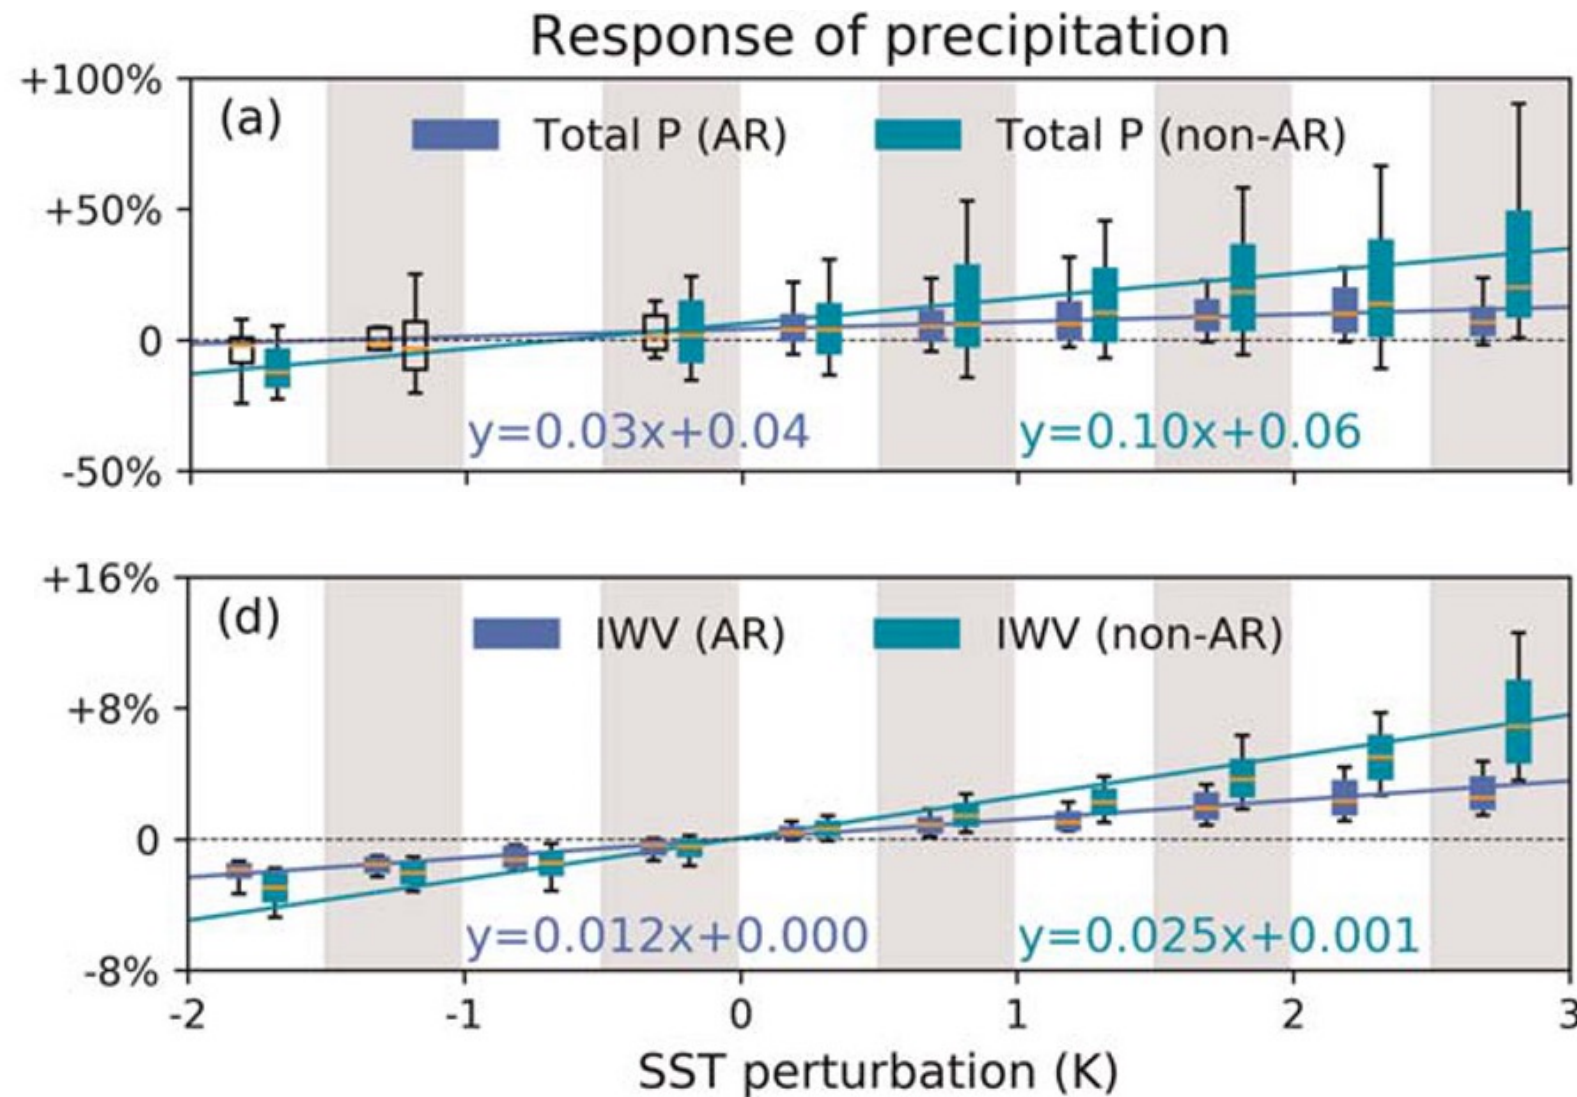 Response of precipitation
+100%
(a)
Total P (AR)
Total P (non-AR)
+50%
0
y=0.03x+0.04
y=0.10x+0.06
-50%
+16%
(d)
IWV (AR)
IWV (non-AR)
+8%
0
y=0.012x+0.000
y=0.025x+0.001
-8%
-2 -1 0 1 2 3
SST perturbation (K)